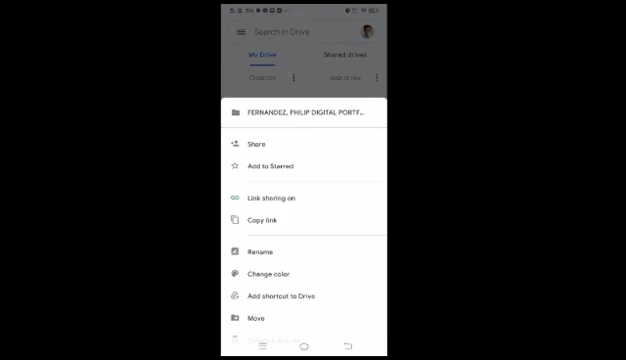 Search in Drive
My Drive
Shared drives
FERNANDEZ, PHILIP DIGITAL PORTF...
Share
Add to Starred
Link sharing on
Copy link
Rename
Change color
Add shortcut to Drive
Move